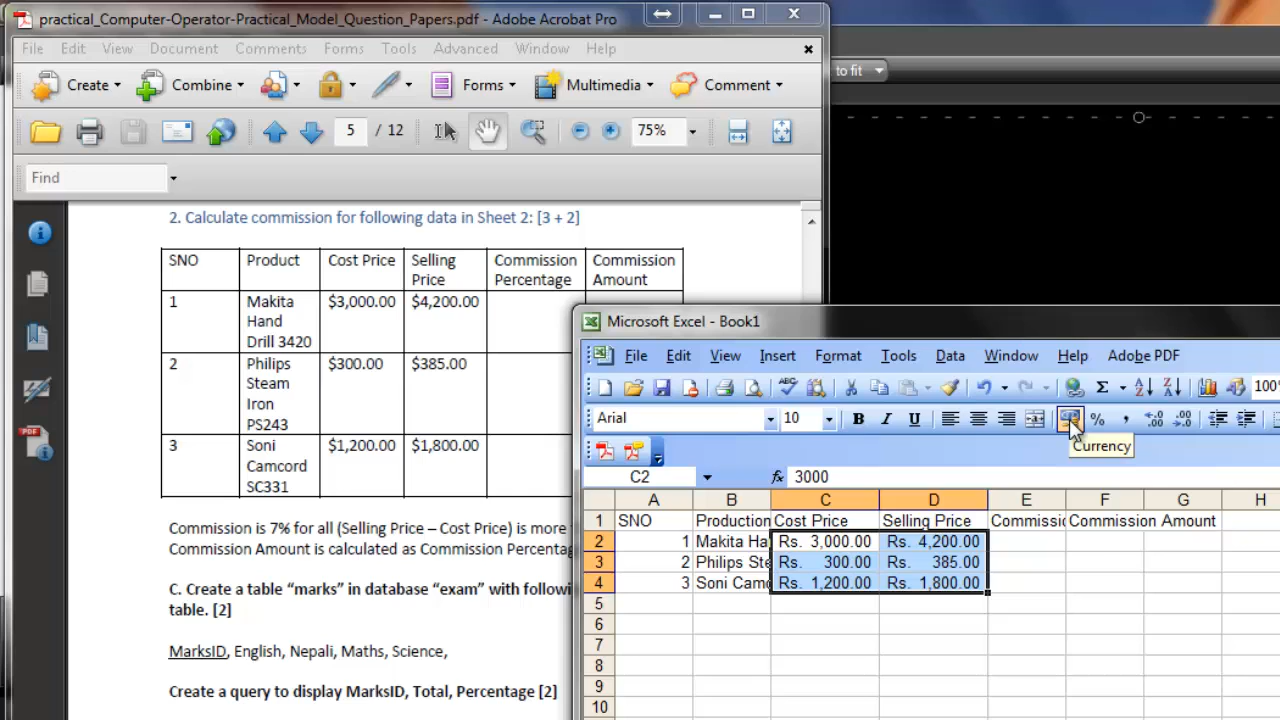 practical_Computer-Operator-Practical_Model_Question_Papers.pdf - Adobe Acrobat Pro
File Edit View Document Comments Forms Tools Advanced Window Help
Create Combine Forms Multimedia Comment
5 / 12 75%
Find
to fit
2. Calculate commission for following data in Sheet 2: [3 + 2]
SNO Product Cost Price Selling Price Commission Percentage Commission Amount
1 Makita Hand Drill 3420 $3,000.00 $4,200.00
2 Philips Steam Iron PS243 $300.00 $385.00
3 Soni Camcord SC331 $1,200.00 $1,800.00
Commission is 7% for all (Selling Price – Cost Price) is more
Commission Amount is calculated as Commission Percentage
C. Create a table “marks” in database “exam” with followi
table. [2]
MarksID, English, Nepali, Maths, Science,
Create a query to display MarksID, Total, Percentage [2]
Microsoft Excel - Book1
File Edit View Insert Format Tools Data Window Help Adobe PDF
100%
Arial 10 B I U % ,
Currency
C2 fx 3000
A B C D E F G H
1 SNO Production Cost Price Selling Price Commissic Commission Amount
2 1 Makita Ha Rs. 3,000.00 Rs. 4,200.00
3 2 Philips Ste Rs. 300.00 Rs. 385.00
4 3 Soni Camc Rs. 1,200.00 Rs. 1,800.00
5
6
7
8
9
10